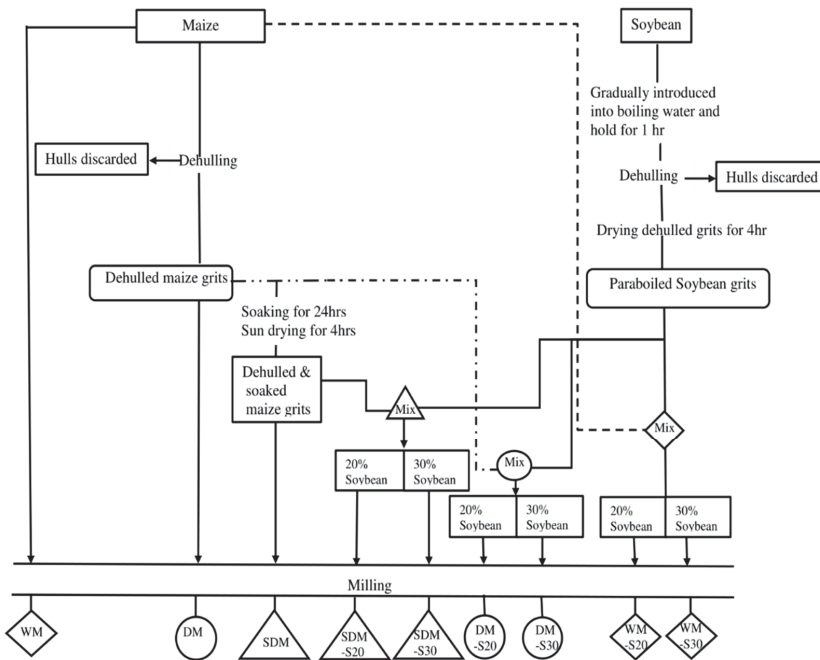 Maize
Soybean
Gradually introduced
into boiling water and
hold for 1 hr
Hulls discarded
Dehulling
Dehulling
Hulls discarded
Drying dehulled grits for 4hr
Dehulled maize grits
Paraboiled Soybean grits
Soaking for 24hrs
Sun drying for 4hrs
Dehulled &
soaked
maize grits
Mix
Mix
Mix
20%
Soybean
30%
Soybean
20%
Soybean
30%
Soybean
20%
Soybean
30%
Soybean
Milling
WM
DM
SDM
SDM
-S20
SDM
-S30
DM
-S20
DM
-S30
WM
-S20
WM
-S30